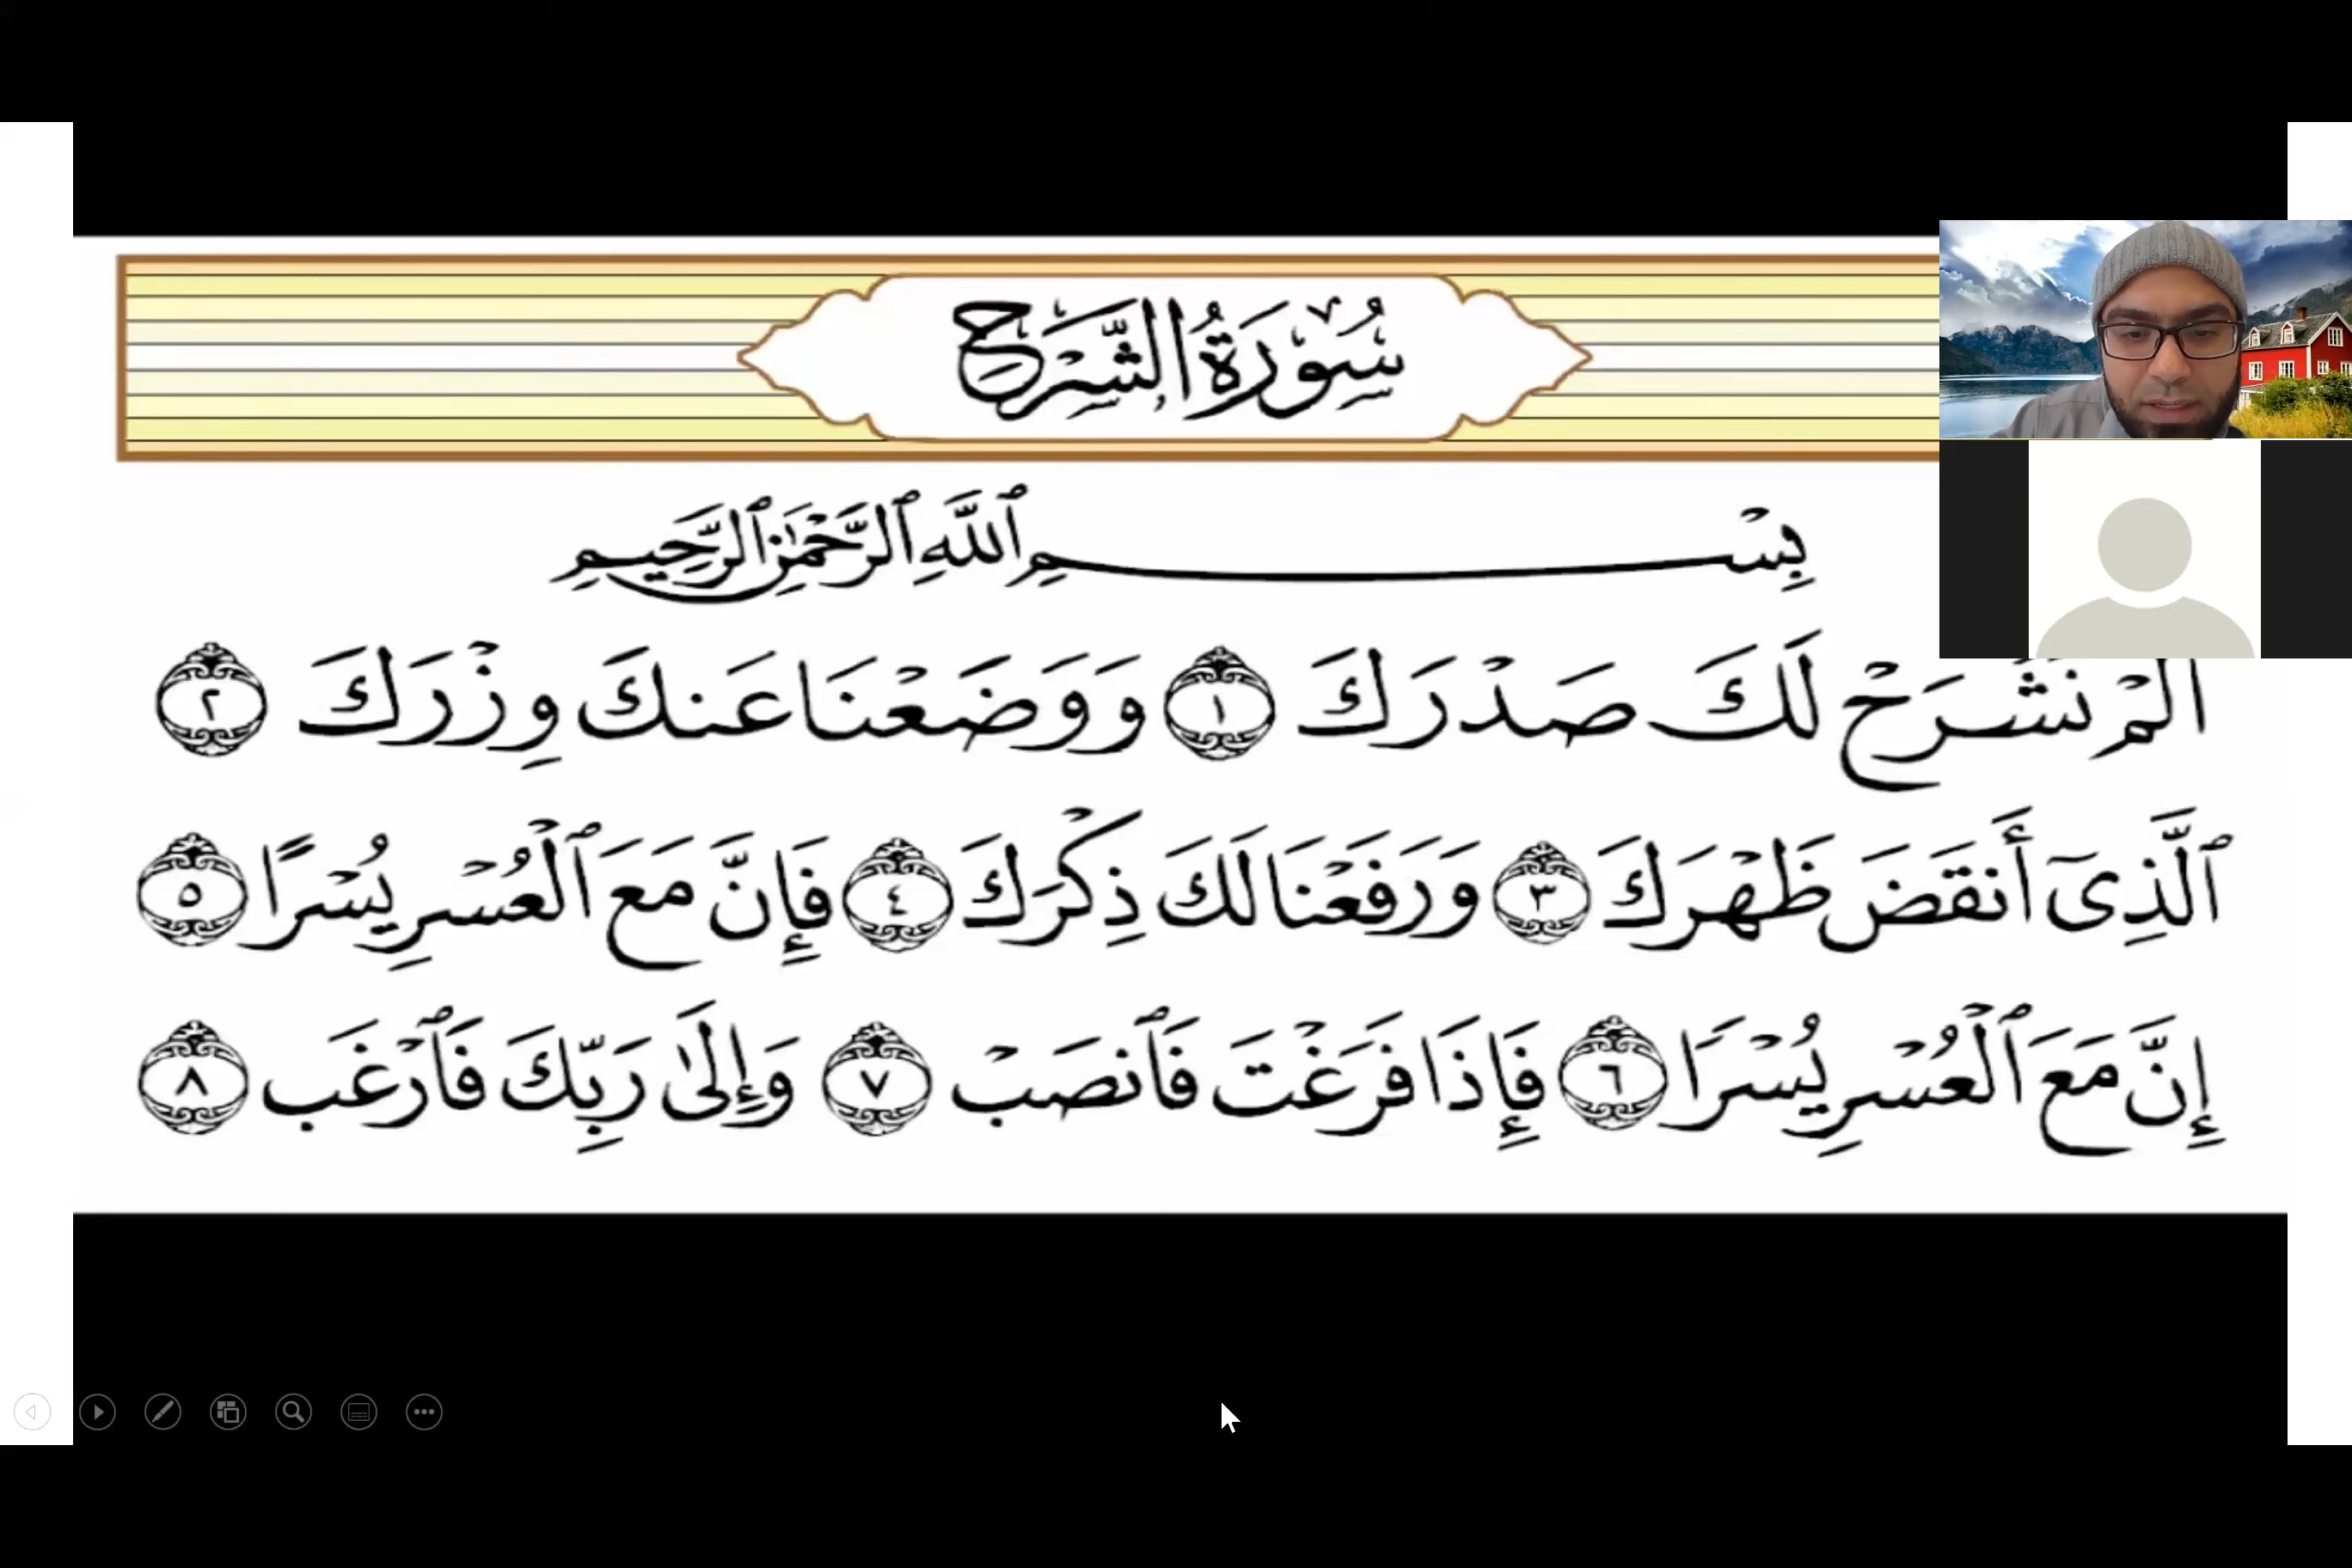 سُورَةُ الشَّرْحِ
بِسْمِ ٱللَّهِ ٱلرَّحْمَٰنِ ٱلرَّحِيمِ
أَلَمْ نَشْرَحْ لَكَ صَدْرَكَ ١ وَوَضَعْنَا عَنكَ وِزْرَكَ ٢
ٱلَّذِىٓ أَنقَضَ ظَهْرَكَ ٣ وَرَفَعْنَا لَكَ ذِكْرَكَ ٤ فَإِنَّ مَعَ ٱلْعُسْرِ يُسْرًا ٥
إِنَّ مَعَ ٱلْعُسْرِ يُسْرًا ٦ فَإِذَا فَرَغْتَ فَٱنصَبْ ٧ وَإِلَىٰ رَبِّكَ فَٱرْغَب ٨